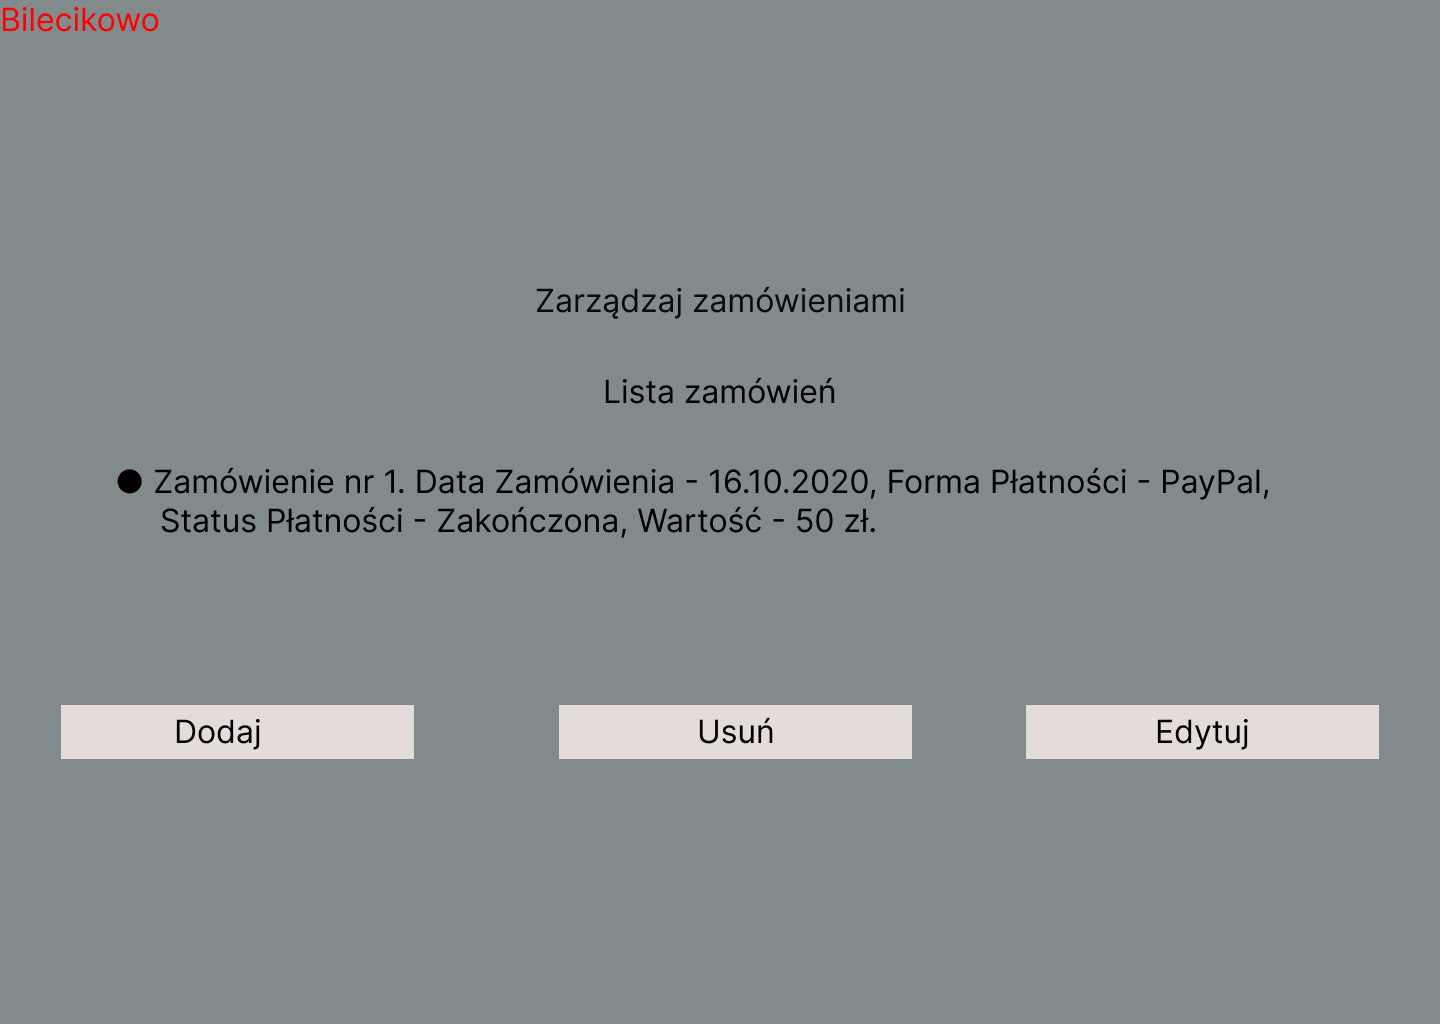 Bilecikowo
Zarządzaj zamówieniami
Lista zamówień
● Zamówienie nr 1. Data Zamówienia - 16.10.2020, Forma Płatności - PayPal,
Status Płatności - Zakończona, Wartość - 50 zł.
Dodaj
Usuń
Edytuj